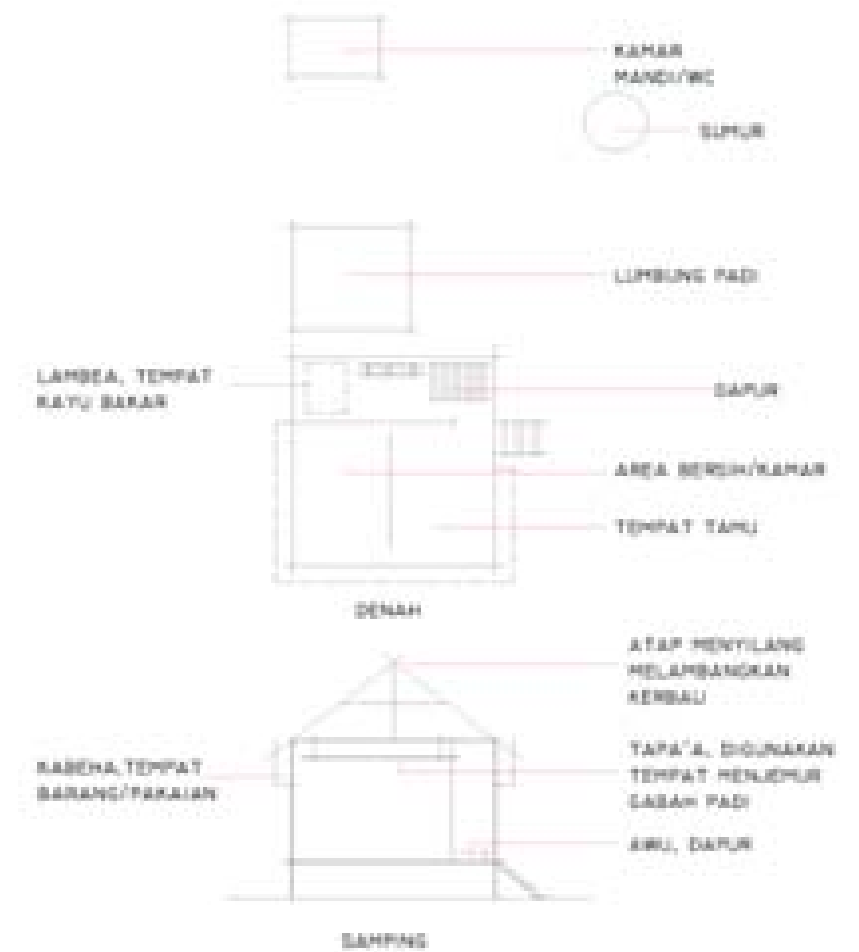 KAMAR
MANDI/WC
SUMUR
LUMBUNG PADI
LAMBEA, TEMPAT
KAYU BAKAR
DAPUR
AREA BERSIH/KAMAR
TEMPAT TAMU
DENAH
ATAP MENYILANG
MELAMBANGKAN
KERBAU
KABEHA,TEMPAT
BARANG/PAKAIAN
TAPA'A, DIGUNAKAN
TEMPAT MENJEMUR
GABAH PADI
AWU, DAPUR
SAMPING